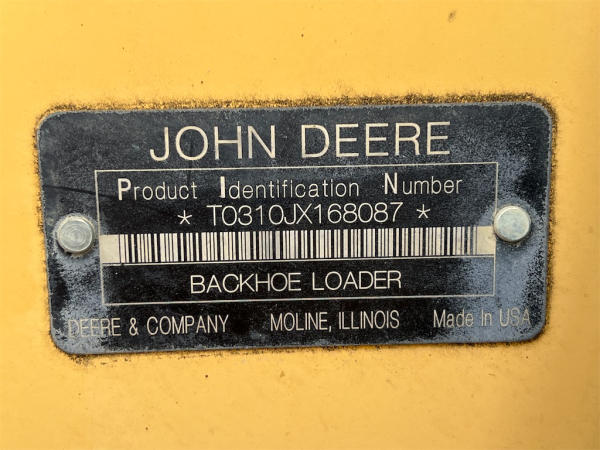 JOHN DEERE
Product Identification Number
* T0310JX168087 *
BACKHOE LOADER
DEERE & COMPANY MOLINE, ILLINOIS Made In USA